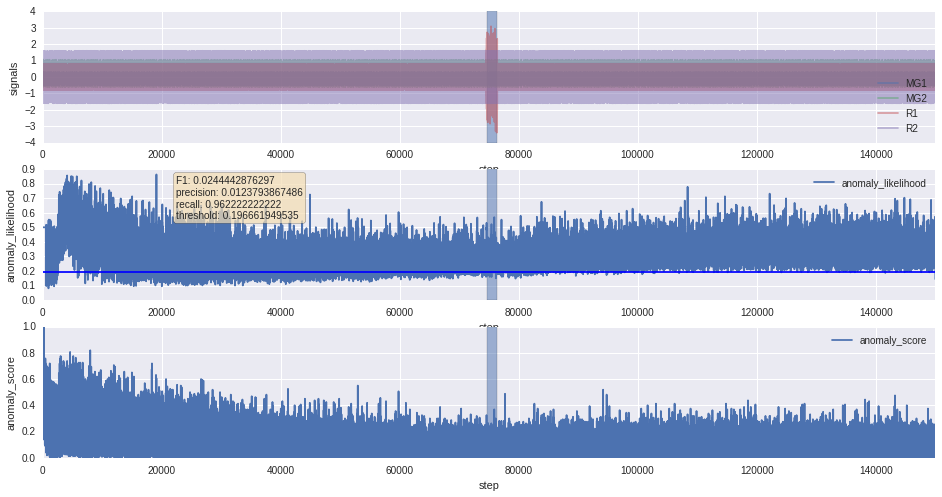 4
3
2
1
0
−1
−2
−3
−4
signals
MG1
MG2
R1
R2
0 20000 40000 60000 80000 100000 120000 140000
0.9
0.8
0.7
0.6
0.5
0.4
0.3
0.2
0.1
0.0
anomaly_likelihood
F1: 0.0244442876297
precision: 0.0123793867486
recall: 0.962222222222
threshold: 0.196661949535
anomaly_likelihood
0 20000 40000 60000 80000 100000 120000 140000
1.0
0.8
0.6
0.4
0.2
0.0
anomaly_score
anomaly_score
0 20000 40000 60000 80000 100000 120000 140000
step